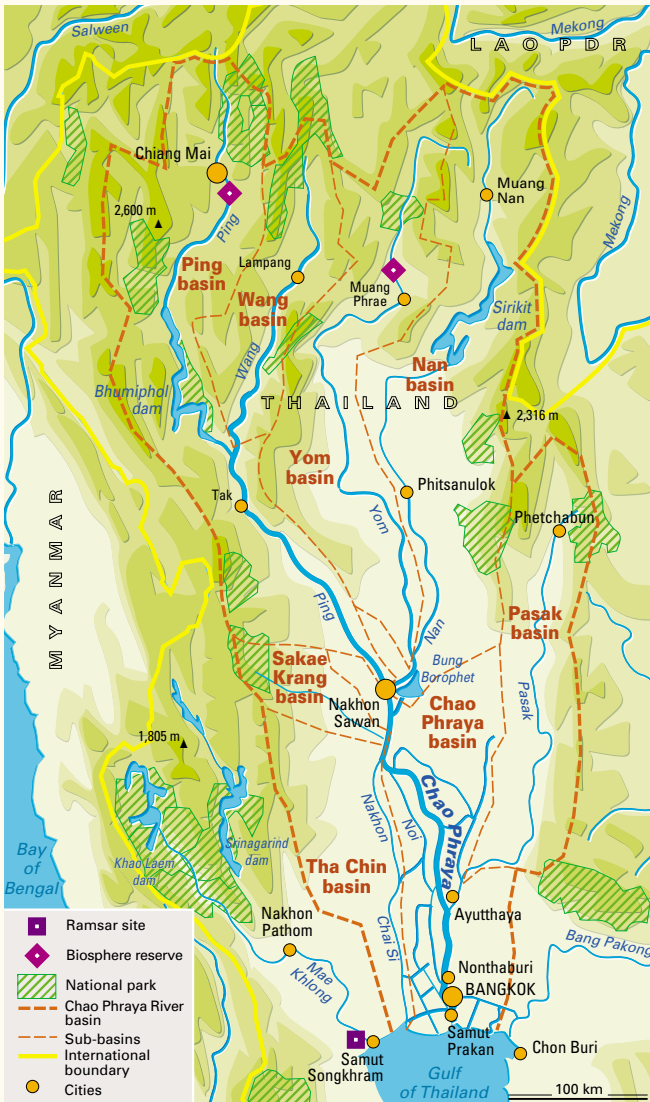 Salween
Mekong
LAO PDR
Chiang Mai
Muang
Nan
2,600 m
Ping
Mekong
Ping
basin
Lampang
Wang
basin
Muang
Phrae
Sirikit
dam
Wang
Nan
basin
Bhumiphol
dam
THAILAND
2,316 m
Yom
basin
Phitsanulok
Tak
Yom
Phetchabun
MYANMAR
Ping
Nan
Pasak
basin
Sakae
Krang
basin
Bung
Borophet
Nakhon
Sawan
Chao
Phraya
basin
Pasak
1,805 m
Chao Phraya
Nakhon
Noi
Bay
of
Bengal
Khao Laem
dam
Srinagarind
dam
Tha Chin
basin
Ayutthaya
Nakhon
Pathom
Chai Si
Bang Pakong
Mae
Khlong
Nonthaburi
BANGKOK
Samut
Prakan
Samut
Songkhram
Chon Buri
Gulf
of Thailand
100 km
Ramsar site
Biosphere reserve
National park
Chao Phraya River
basin
Sub-basins
International
boundary
Cities